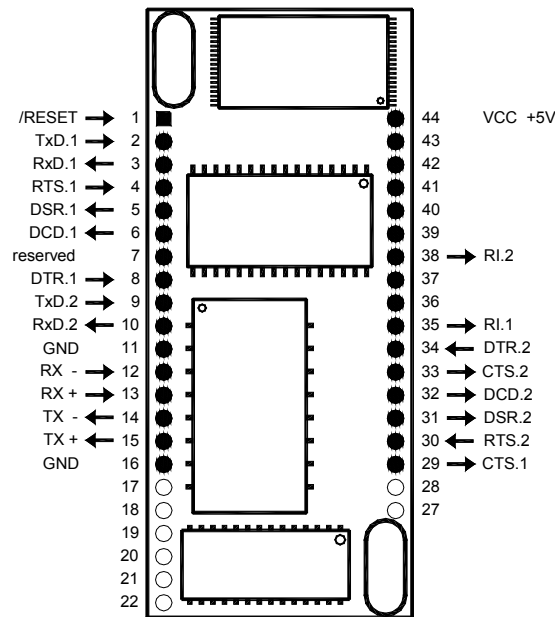 /RESET 1 44 VCC +5V
TxD.1 2 43
RxD.1 3 42
RTS.1 4 41
DSR.1 5 40
DCD.1 6 39
reserved 7 38 RI.2
DTR.1 8 37
TxD.2 9 36
RxD.2 10 35 RI.1
GND 11 34 DTR.2
RX - 12 33 CTS.2
RX + 13 32 DCD.2
TX - 14 31 DSR.2
TX + 15 30 RTS.2
GND 16 29 CTS.1
17 28
18 27
19
20
21
22